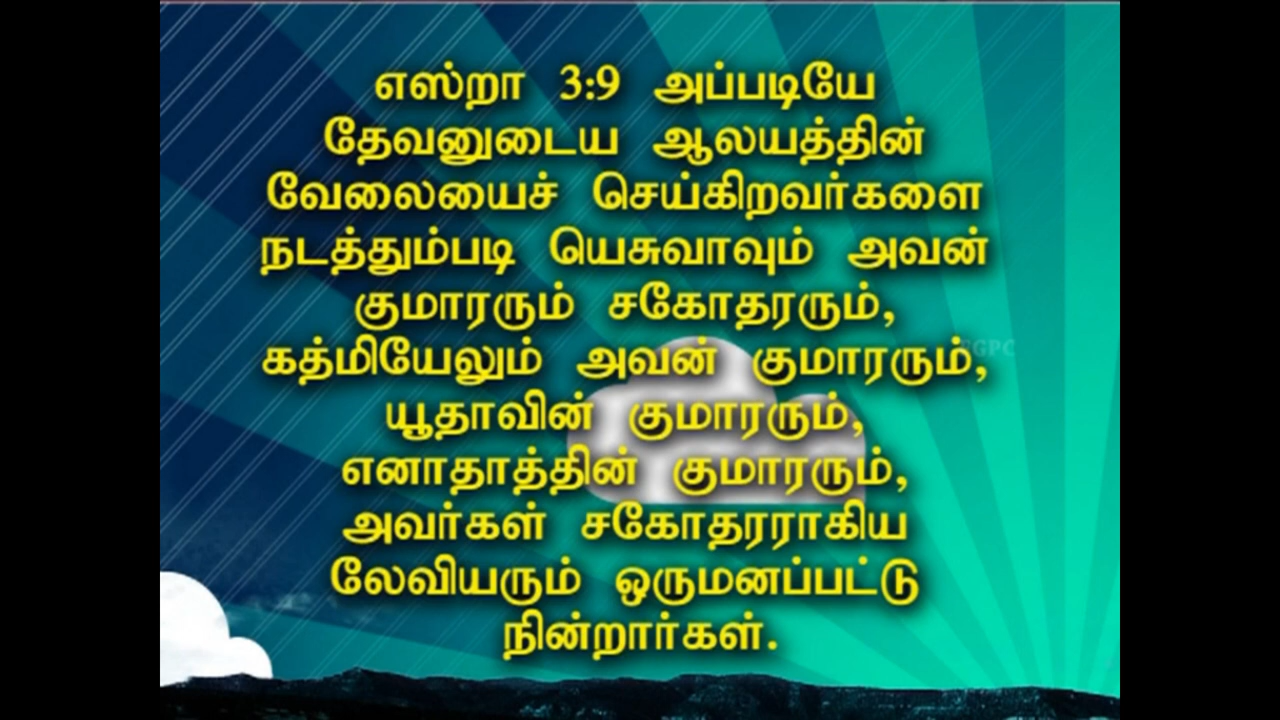 எஸ்றா 3:9 அப்படியே
தேவனுடைய ஆலயத்தின்
வேலையைச் செய்கிறவர்களை
நடத்தும்படி யெசுவாவும் அவன்
குமாரரும் சகோதரரும்,
கத்மியேலும் அவன் குமாரரும்,
யூதாவின் குமாரரும்,
எனாதாத்தின் குமாரரும்,
அவர்கள் சகோதரராகிய
லேவியரும் ஒருமனப்பட்டு
நின்றார்கள்.